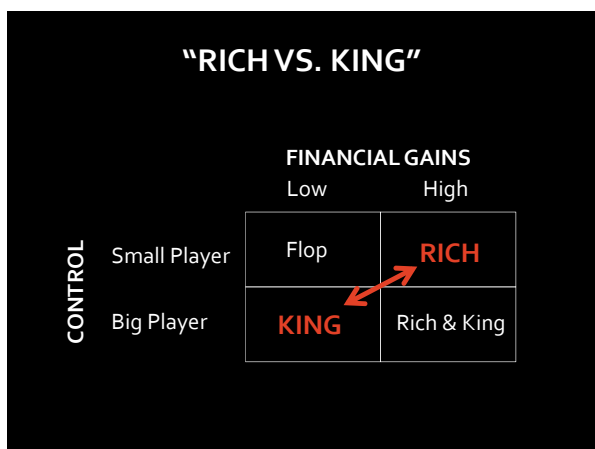 “RICH VS. KING”
FINANCIAL GAINS
Low High
CONTROL
Small Player Flop RICH
Big Player KING Rich & King